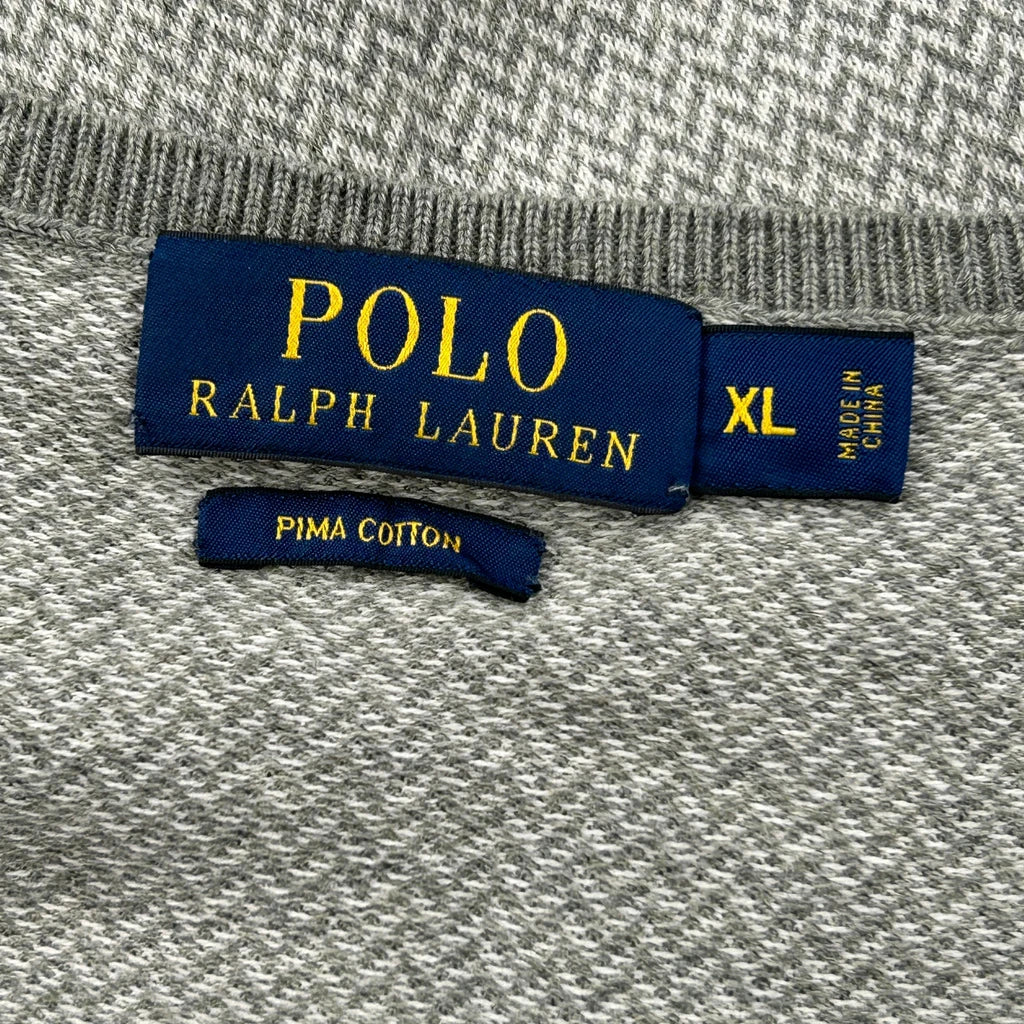 POLO
RALPH LAUREN
XL
MADE IN
CHINA
PIMA COTTON